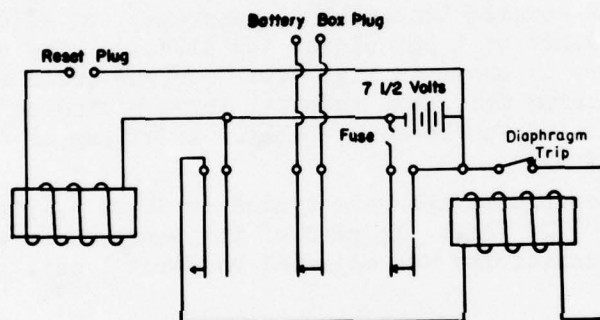 Battery Box Plug
Reset Plug
7 1/2 Volts
Fuse
Diaphragm
Trip